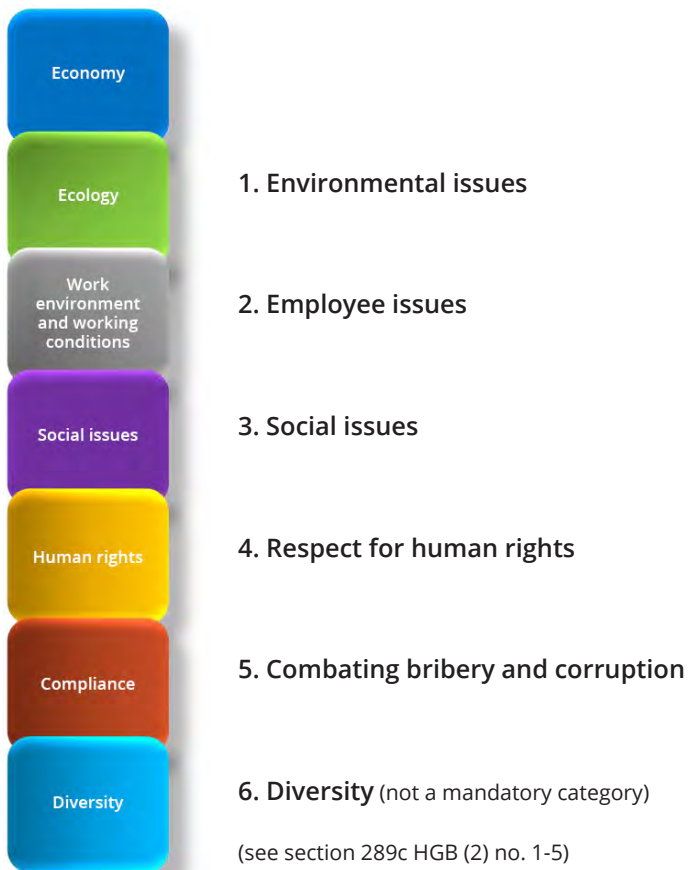 Economy
Ecology
1. Environmental issues
Work
environment
and working
conditions
2. Employee issues
Social issues
3. Social issues
Human rights
4. Respect for human rights
Compliance
5. Combating bribery and corruption
Diversity
6. Diversity (not a mandatory category)
(see section 289c HGB (2) no. 1-5)